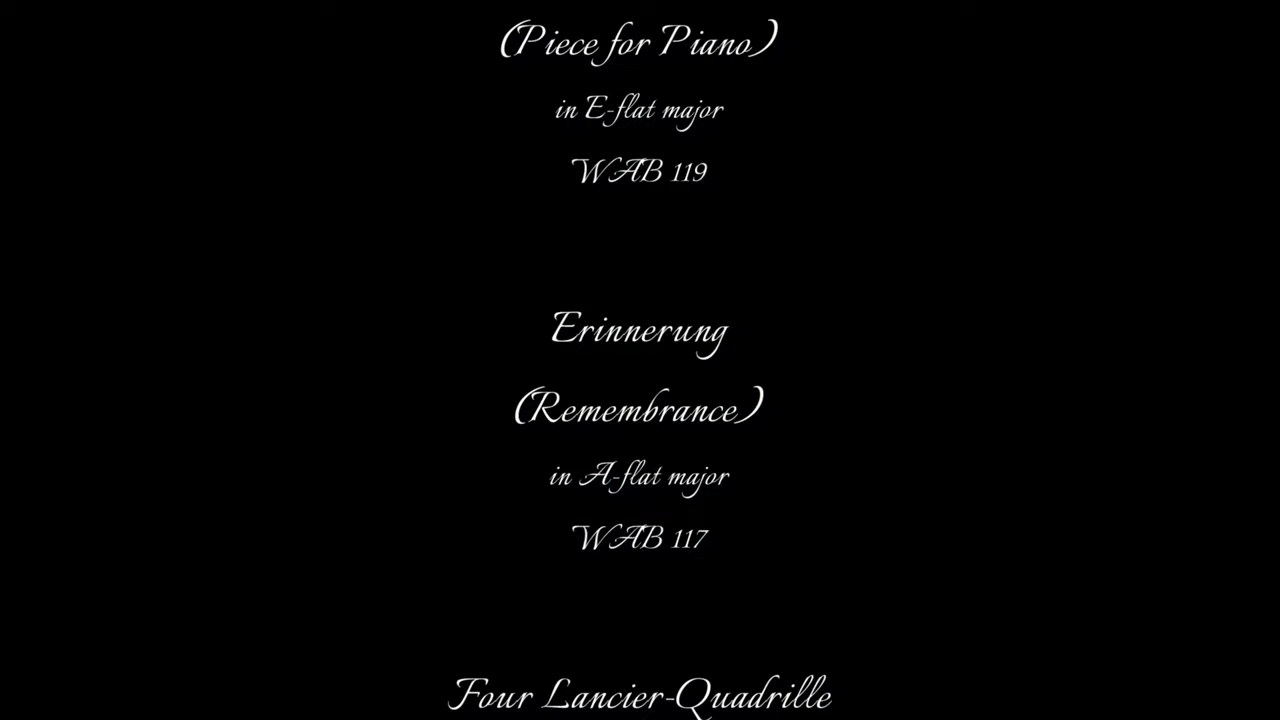 (Piece for Piano)
in E-flat major
WAB 119
Erinnerung
(Remembrance)
in A-flat major
WAB 117
Four Lancier-Quadrille